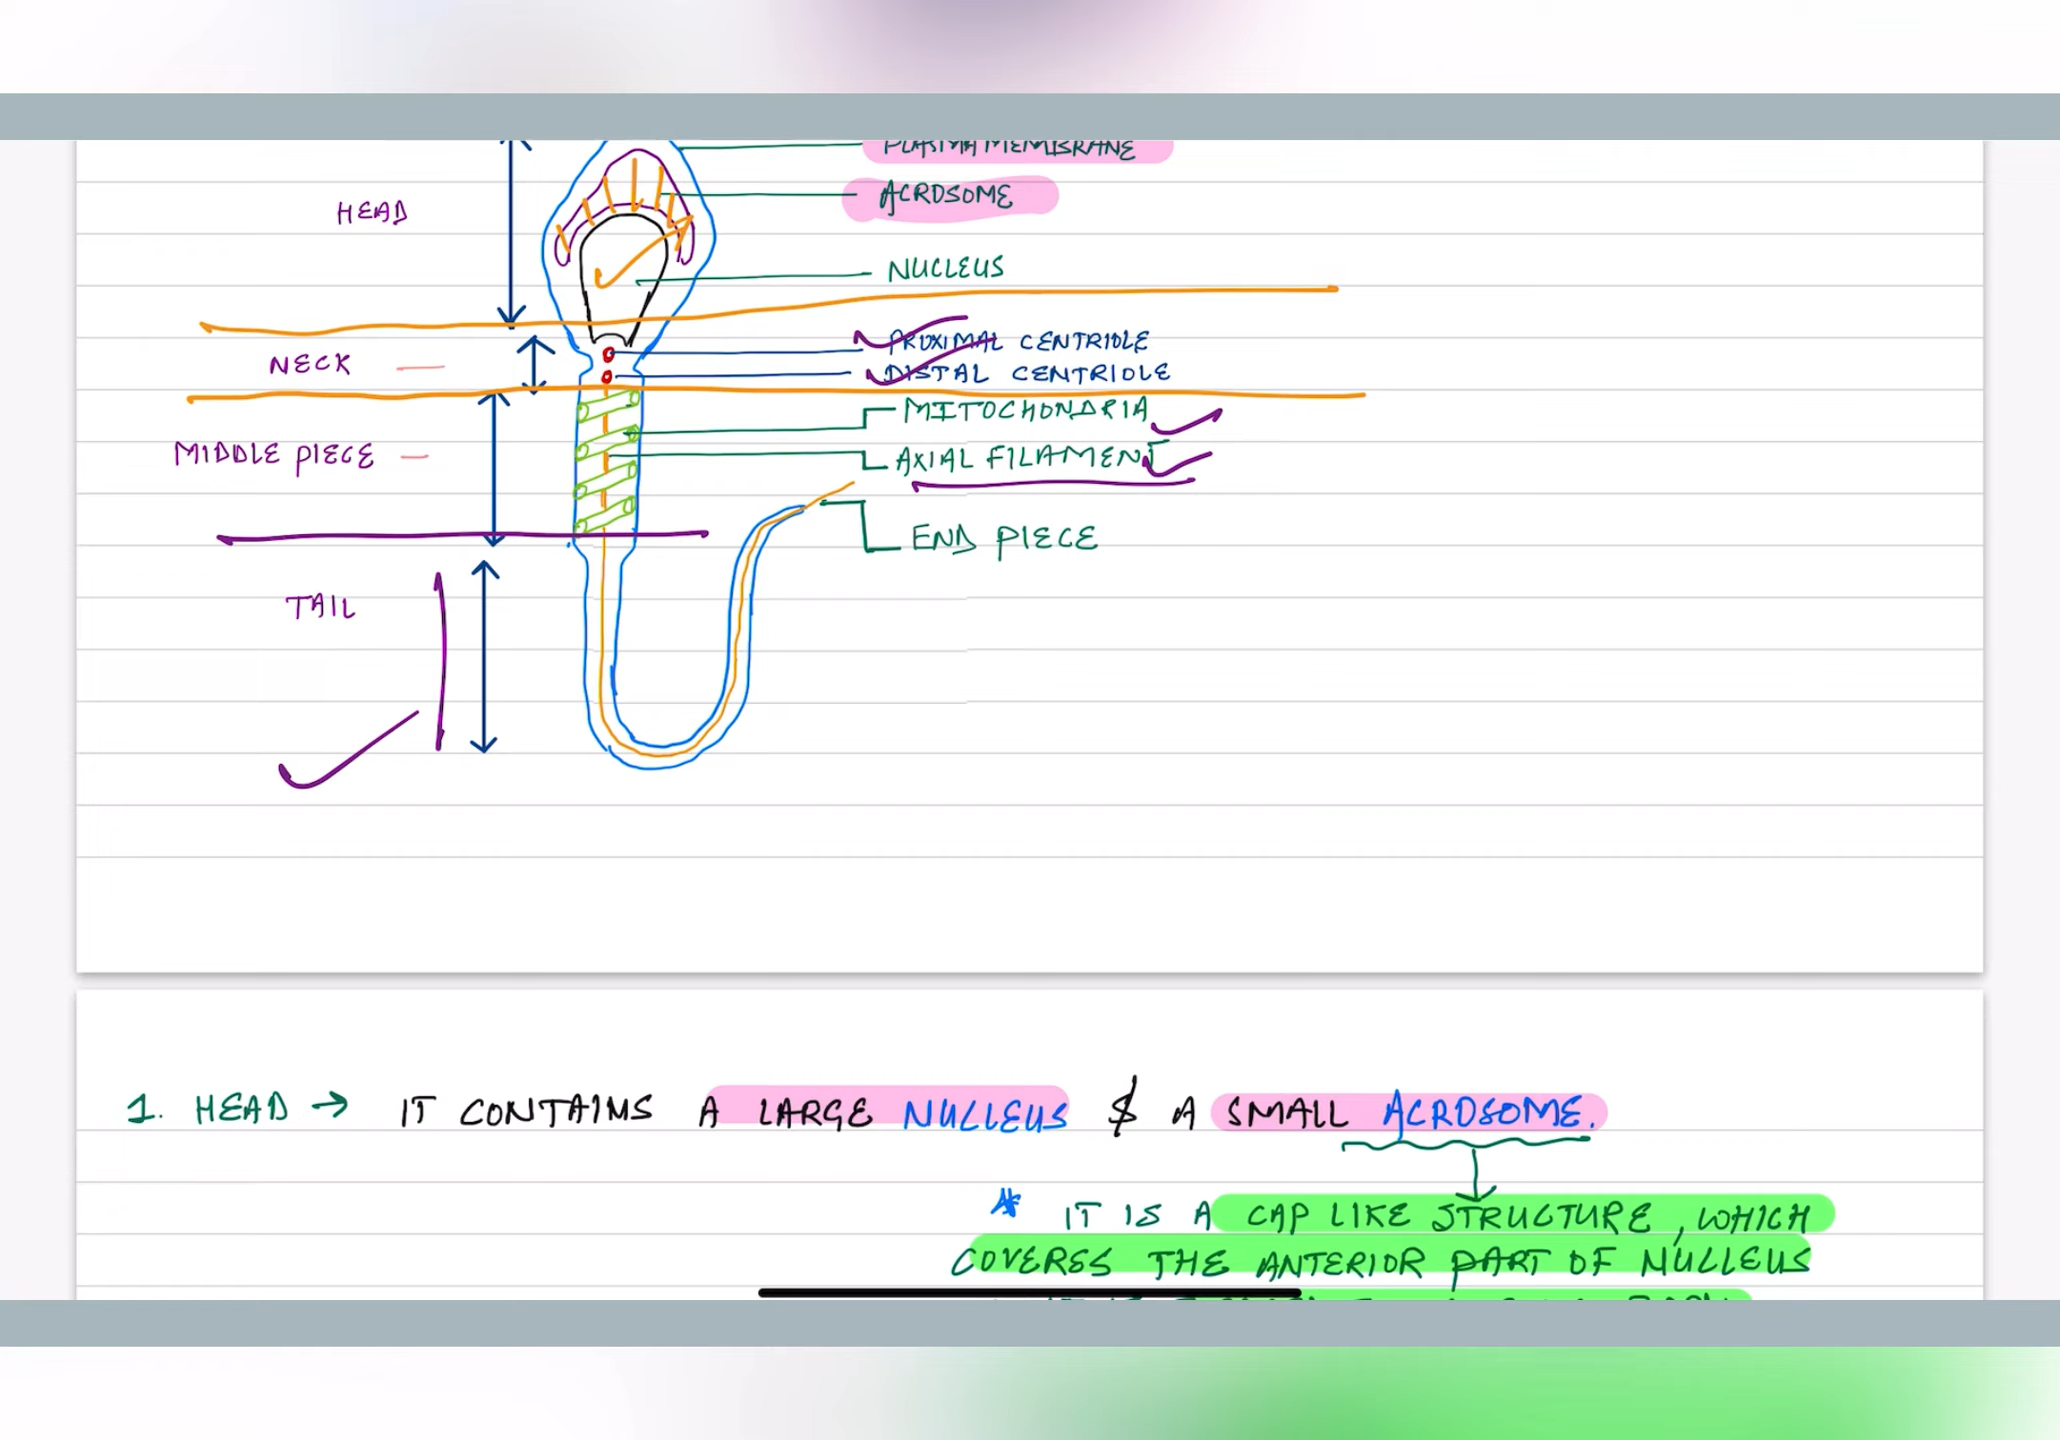 PLASMA MEMBRANE
ACROSOME
HEAD
NUCLEUS
PROXIMAL CENTRIOLE
NECK
DISTAL CENTRIOLE
MITOCHONDRIA
MIDDLE PIECE
AXIAL FILAMENT
END PIECE
TAIL
1. HEAD → IT CONTAINS A LARGE NUCLEUS & A SMALL ACROSOME.
* IT IS A CAP LIKE STRUCTURE, WHICH
COVERSS THE ANTERIOR PART OF NUCLEUS